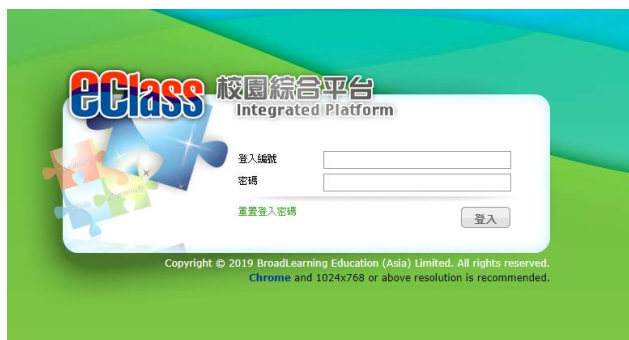 eClass 校園綜合平台
Integrated Platform
登入編號
密碼
重置登入密碼
登入
Copyright © 2019 BroadLearning Education (Asia) Limited. All rights reserved.
Chrome and 1024x768 or above resolution is recommended.